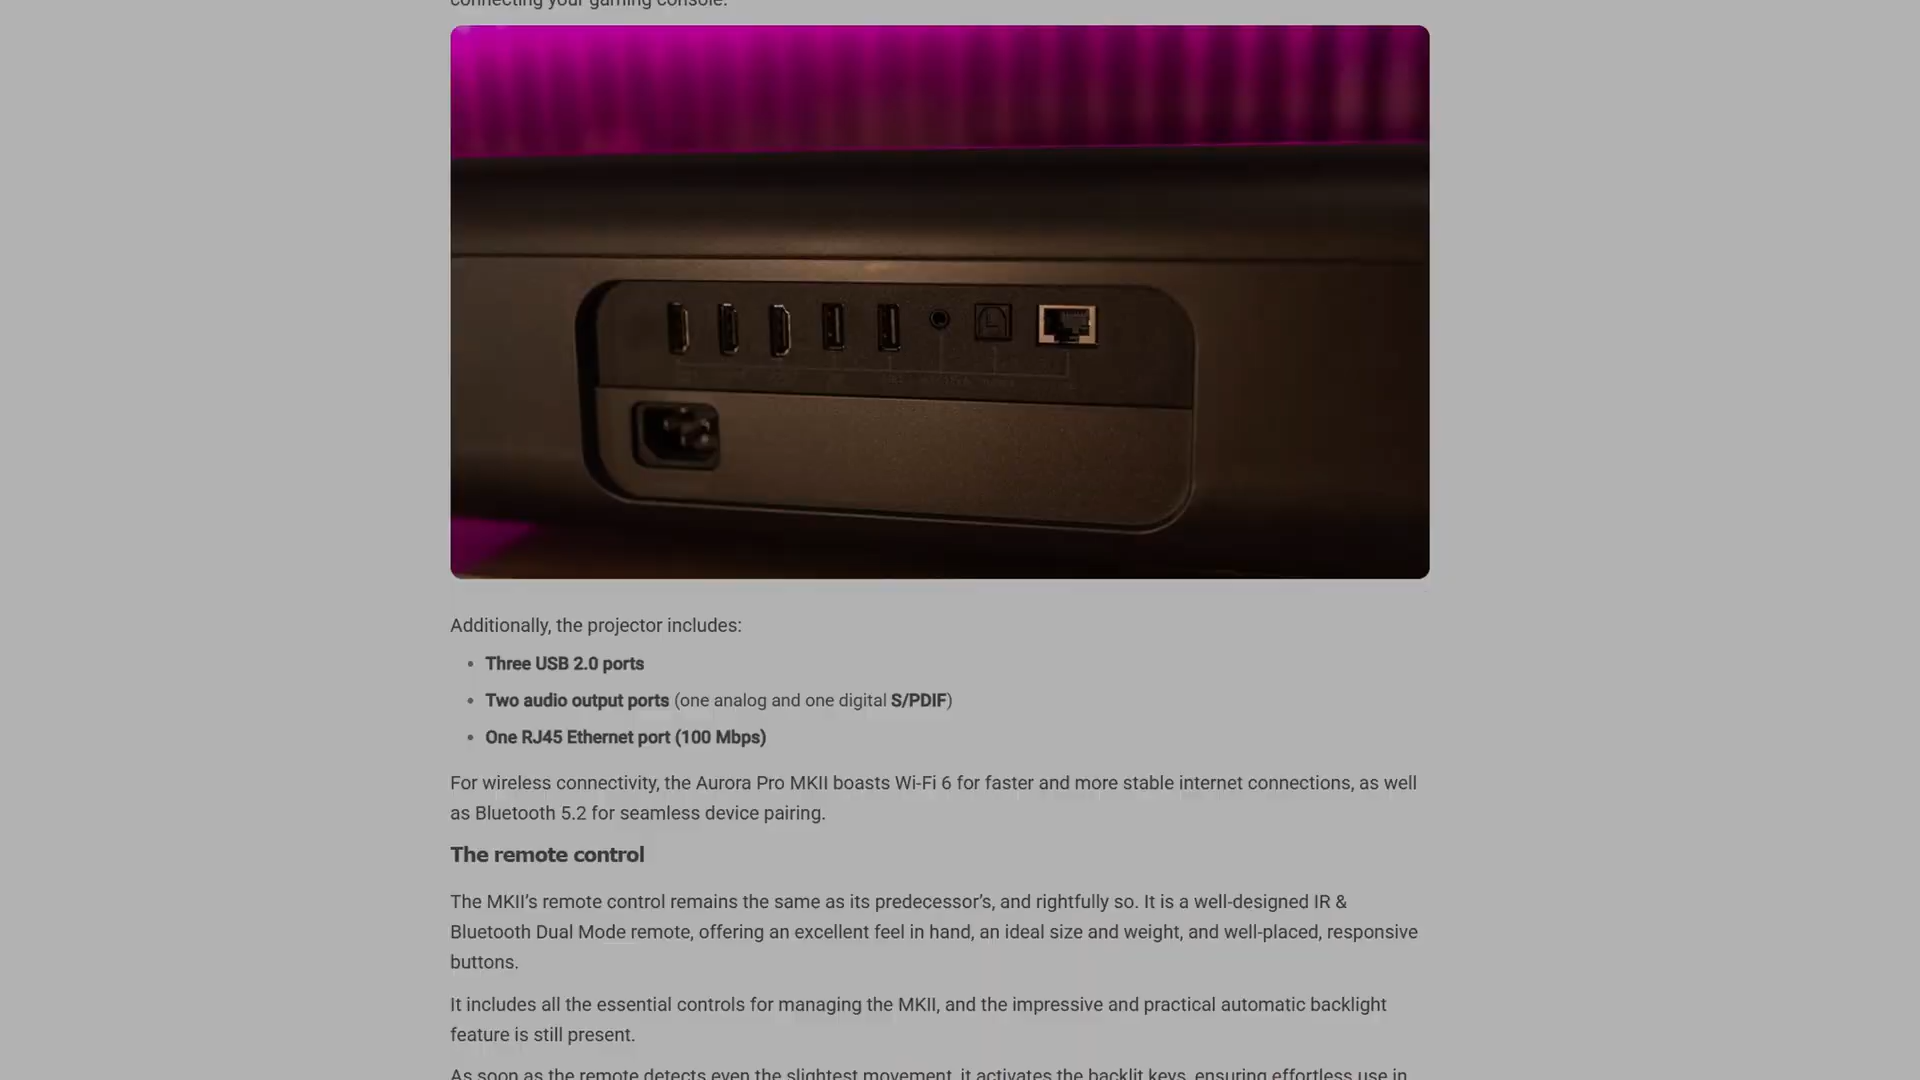 connecting your gaming console.
Additionally, the projector includes:
• Three USB 2.0 ports
• Two audio output ports (one analog and one digital S/PDIF)
• One RJ45 Ethernet port (100 Mbps)
For wireless connectivity, the Aurora Pro MKII boasts Wi-Fi 6 for faster and more stable internet connections, as well
as Bluetooth 5.2 for seamless device pairing.
The remote control
The MKII’s remote control remains the same as its predecessor’s, and rightfully so. It is a well-designed IR &
Bluetooth Dual Mode remote, offering an excellent feel in hand, an ideal size and weight, and well-placed, responsive
buttons.
It includes all the essential controls for managing the MKII, and the impressive and practical automatic backlight
feature is still present.
As soon as the remote detects even the slightest movement, it activates the backlit keys, ensuring effortless use in